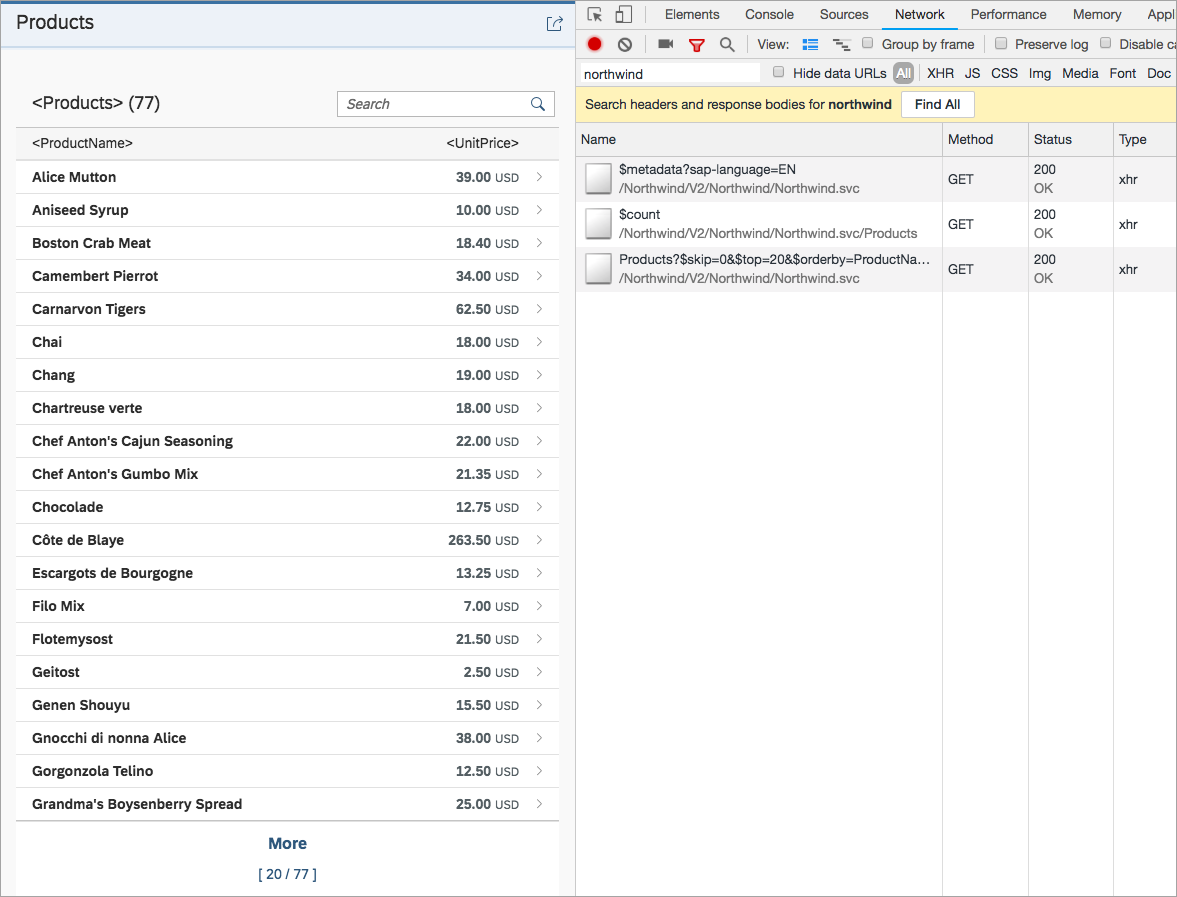 Products
<Products> (77)
Search
<ProductName> <UnitPrice>
Alice Mutton 39.00 USD
Aniseed Syrup 10.00 USD
Boston Crab Meat 18.40 USD
Camembert Pierrot 34.00 USD
Carnarvon Tigers 62.50 USD
Chai 18.00 USD
Chang 19.00 USD
Chartreuse verte 18.00 USD
Chef Anton's Cajun Seasoning 22.00 USD
Chef Anton's Gumbo Mix 21.35 USD
Chocolade 12.75 USD
Côte de Blaye 263.50 USD
Escargots de Bourgogne 13.25 USD
Filo Mix 7.00 USD
Flotemysost 21.50 USD
Geitost 2.50 USD
Genen Shouyu 15.50 USD
Gnocchi di nonna Alice 38.00 USD
Gorgonzola Telino 12.50 USD
Grandma's Boysenberry Spread 25.00 USD
More
[ 20 / 77 ]
Elements Console Sources Network Performance Memory Appl
View: Group by frame Preserve log Disable ca
northwind Hide data URLs All XHR JS CSS Img Media Font Doc
Search headers and response bodies for northwind Find All
Name Method Status Type
$metadata?sap-language=EN GET 200 xhr
/Northwind/V2/Northwind/Northwind.svc OK
$count GET 200 xhr
/Northwind/V2/Northwind/Northwind.svc/Products OK
Products?$skip=0&$top=20&$orderby=ProductNa... GET 200 xhr
/Northwind/V2/Northwind/Northwind.svc OK